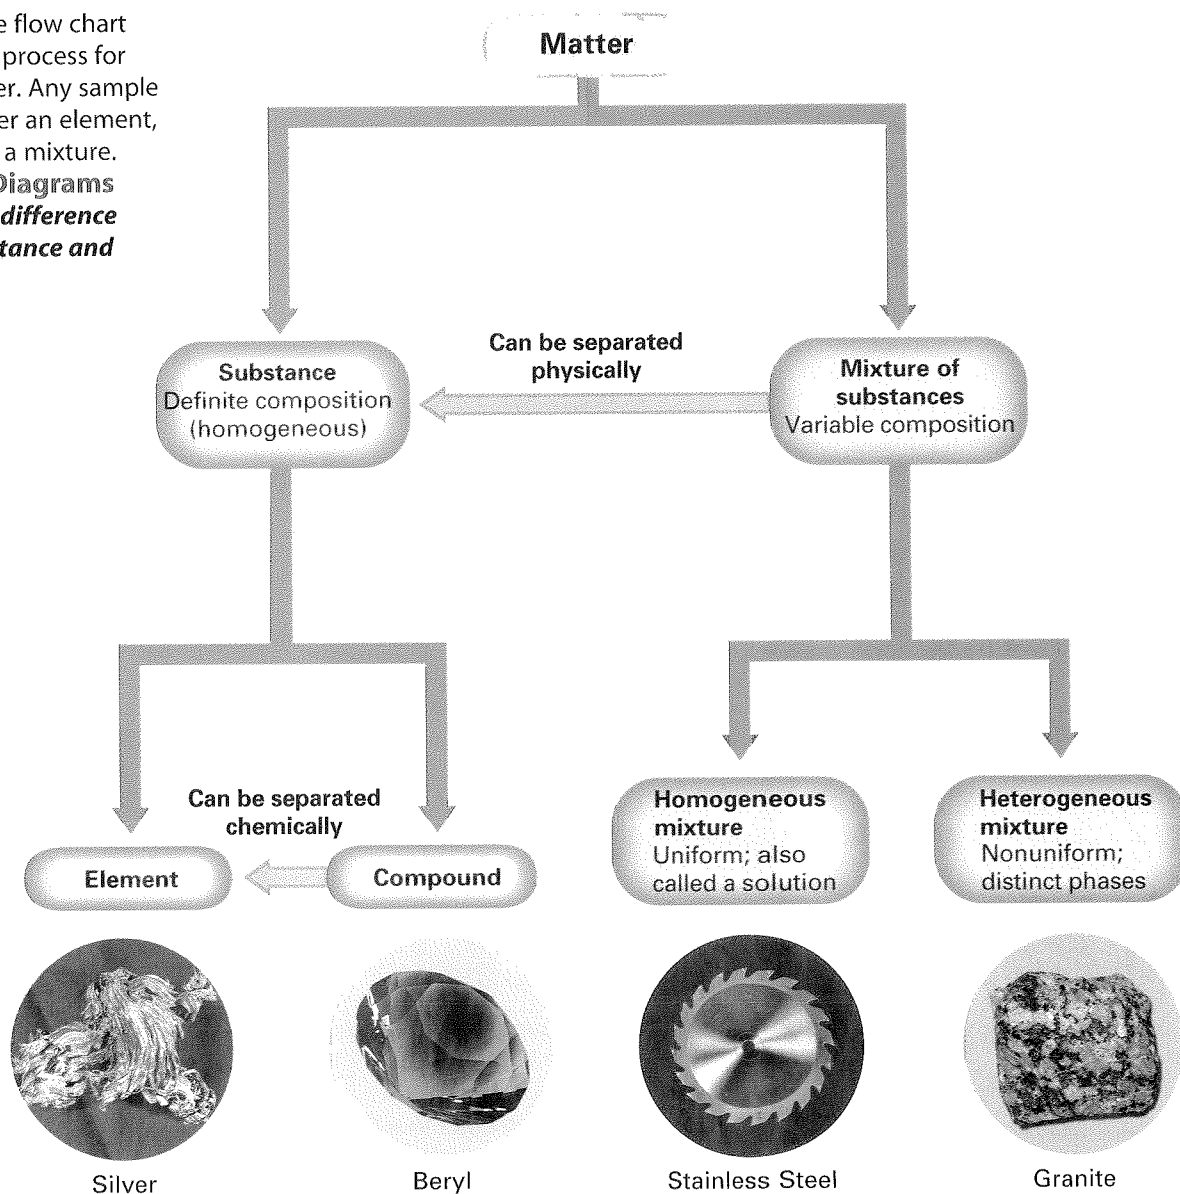 e flow chart
process for
er. Any sample
er an element,
a mixture.
Diagrams
difference
tance and
Matter
Can be separated
physically
Substance
Definite composition
(homogeneous)
Mixture of
substances
Variable composition
Can be separated
chemically
Element
Compound
Homogeneous
mixture
Uniform; also
called a solution
Heterogeneous
mixture
Nonuniform;
distinct phases
Silver
Beryl
Stainless Steel
Granite